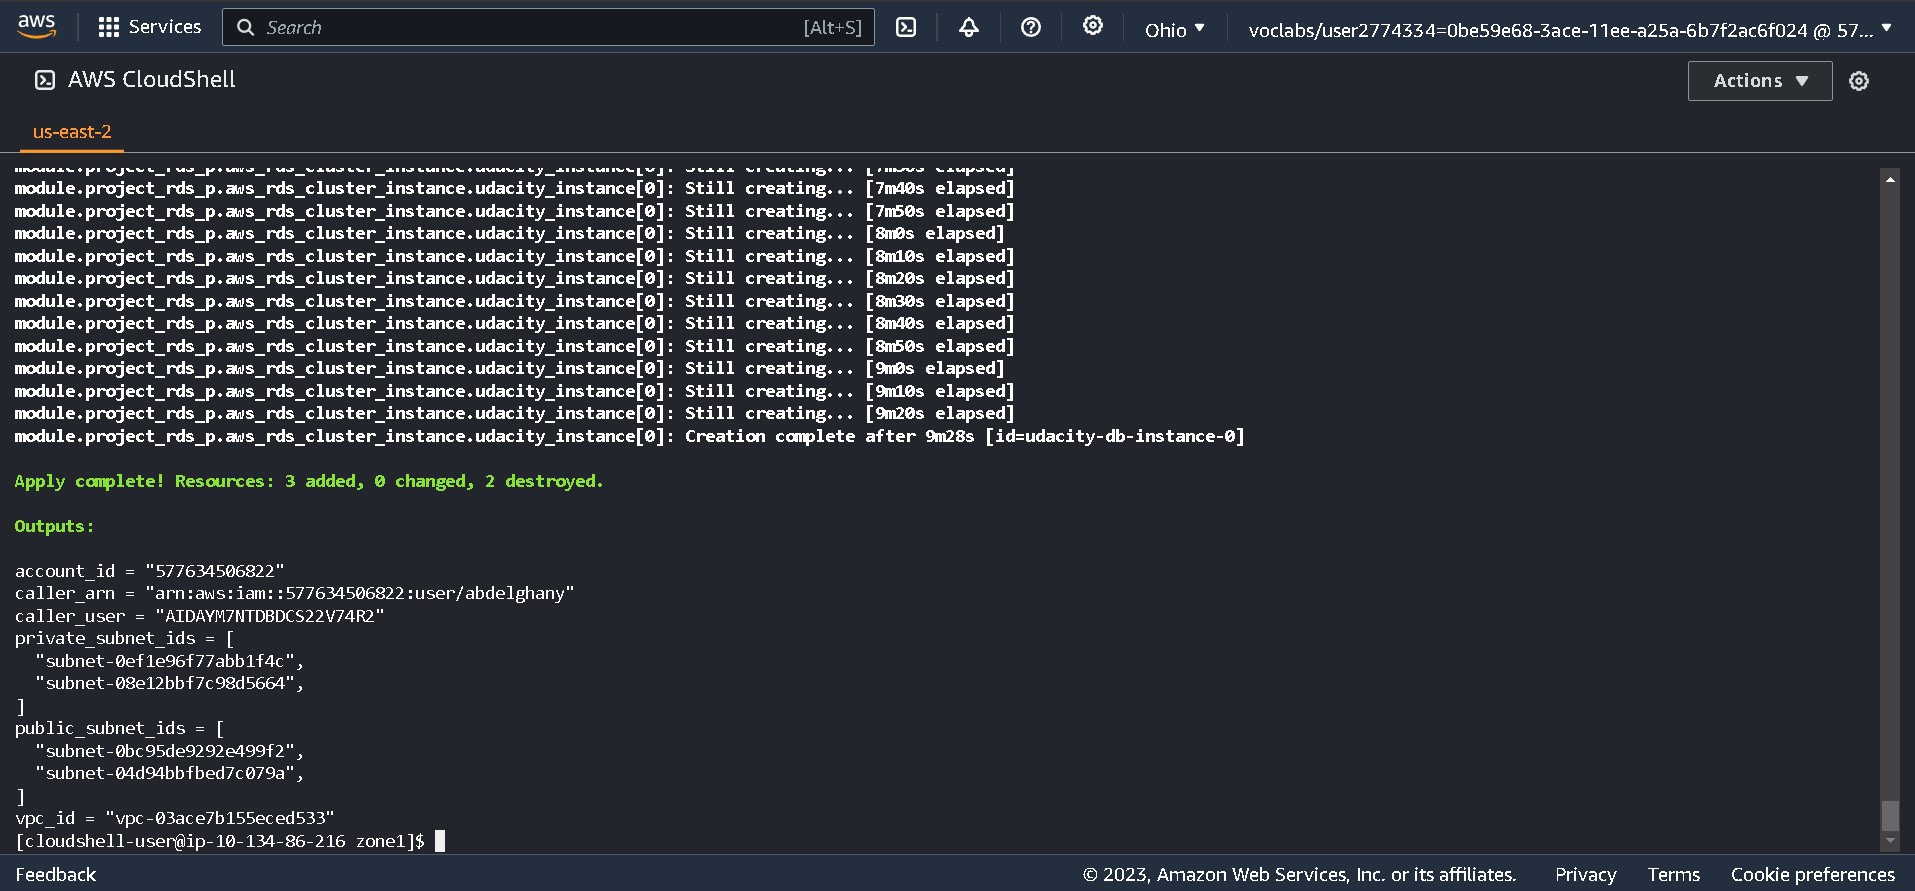 aws
Services
Search
[Alt+S]
Ohio
voclabs/user2774334=0be59e68-3ace-11ee-a25a-6b7f2ac6f024 @ 57...
AWS CloudShell
Actions
us-east-2
module.project_rds_p.aws_rds_cluster_instance.udacity_instance[0]: Still creating... [7m30s elapsed]
module.project_rds_p.aws_rds_cluster_instance.udacity_instance[0]: Still creating... [7m40s elapsed]
module.project_rds_p.aws_rds_cluster_instance.udacity_instance[0]: Still creating... [7m50s elapsed]
module.project_rds_p.aws_rds_cluster_instance.udacity_instance[0]: Still creating... [8m0s elapsed]
module.project_rds_p.aws_rds_cluster_instance.udacity_instance[0]: Still creating... [8m10s elapsed]
module.project_rds_p.aws_rds_cluster_instance.udacity_instance[0]: Still creating... [8m20s elapsed]
module.project_rds_p.aws_rds_cluster_instance.udacity_instance[0]: Still creating... [8m30s elapsed]
module.project_rds_p.aws_rds_cluster_instance.udacity_instance[0]: Still creating... [8m40s elapsed]
module.project_rds_p.aws_rds_cluster_instance.udacity_instance[0]: Still creating... [8m50s elapsed]
module.project_rds_p.aws_rds_cluster_instance.udacity_instance[0]: Still creating... [9m0s elapsed]
module.project_rds_p.aws_rds_cluster_instance.udacity_instance[0]: Still creating... [9m10s elapsed]
module.project_rds_p.aws_rds_cluster_instance.udacity_instance[0]: Still creating... [9m20s elapsed]
module.project_rds_p.aws_rds_cluster_instance.udacity_instance[0]: Creation complete after 9m28s [id=udacity-db-instance-0]
Apply complete! Resources: 3 added, 0 changed, 2 destroyed.
Outputs:
account_id = "577634506822"
caller_arn = "arn:aws:iam::577634506822:user/abdelghany"
caller_user = "AIDAYM7NTDBDCS22V74R2"
private_subnet_ids = [
"subnet-0ef1e96f77abb1f4c",
"subnet-08e12bbf7c98d5664",
]
public_subnet_ids = [
"subnet-0bc95de9292e499f2",
"subnet-04d94bbfbed7c079a",
]
vpc_id = "vpc-03ace7b155eced533"
[cloudshell-user@ip-10-134-86-216 zone1]$
Feedback
© 2023, Amazon Web Services, Inc. or its affiliates.
Privacy
Terms
Cookie preferences